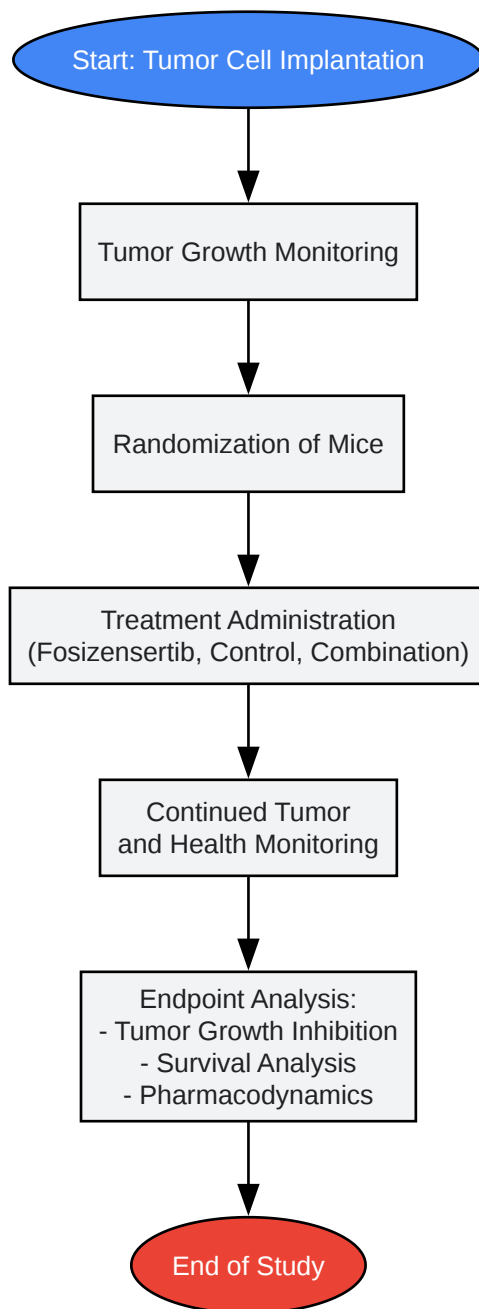 Start: Tumor Cell Implantation
Tumor Growth Monitoring
Randomization of Mice
Treatment Administration
(Fosizensertib, Control, Combination)
Continued Tumor
and Health Monitoring
Endpoint Analysis:
- Tumor Growth Inhibition
- Survival Analysis
- Pharmacodynamics
End of Study